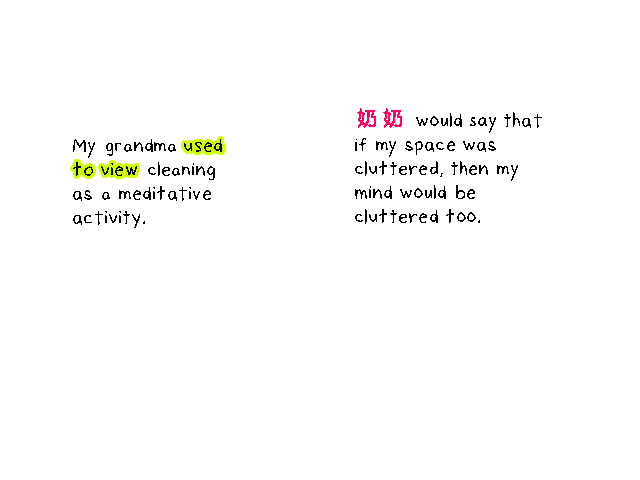 My grandma used
to view cleaning
as a meditative
activity.
奶奶 would say that
if my space was
cluttered, then my
mind would be
cluttered too.